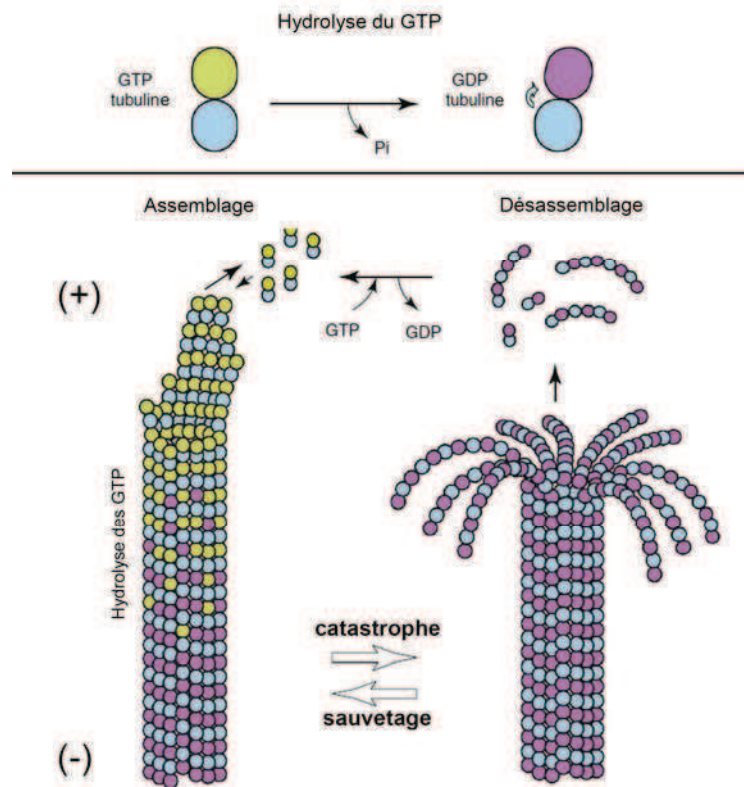 Hydrolyse du GTP
GTP
tubuline
Pi
GDP
tubuline
Assemblage
Désassemblage
(+)
GTP
GDP
Hydrolyse des GTP
catastrophe
sauvetage
(-)